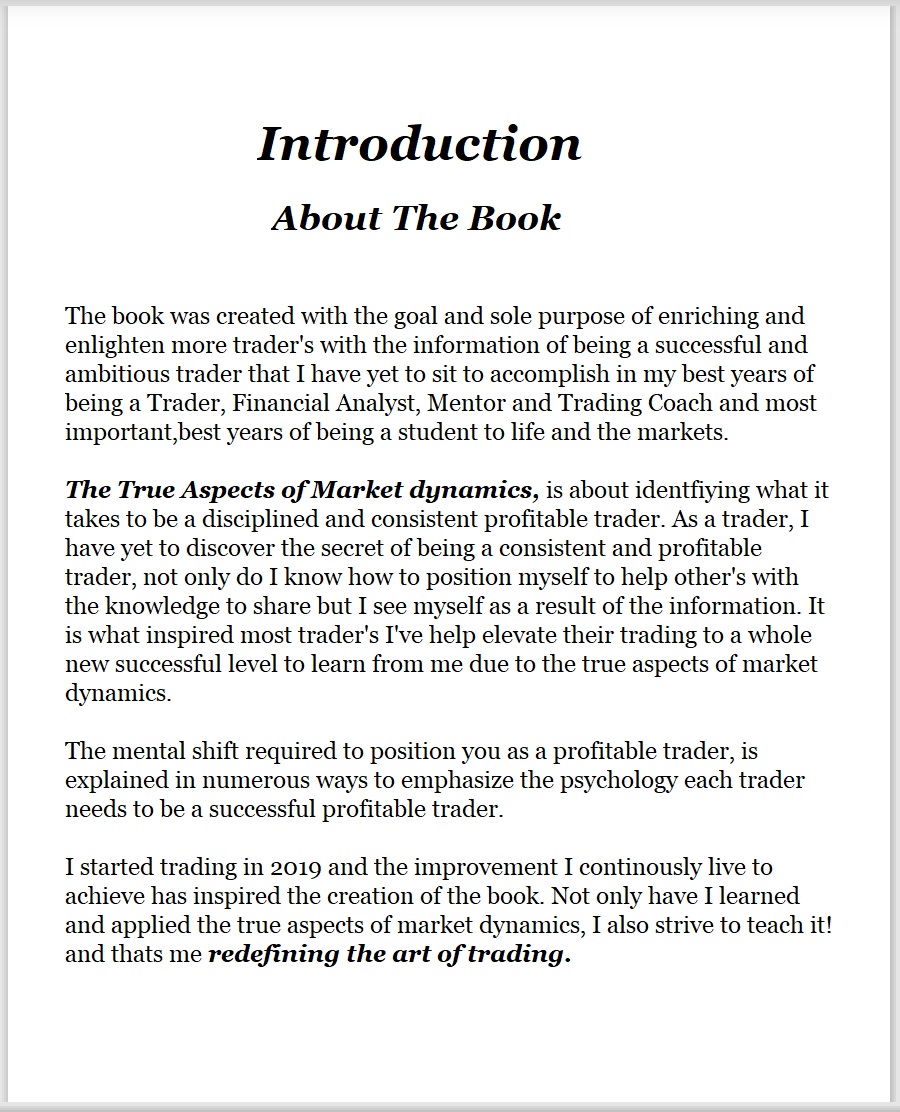 Introduction
About The Book
The book was created with the goal and sole purpose of enriching and
enlighten more trader's with the information of being a successful and
ambitious trader that I have yet to sit to accomplish in my best years of
being a Trader, Financial Analyst, Mentor and Trading Coach and most
important,best years of being a student to life and the markets.
The True Aspects of Market dynamics, is about identfiying what it
takes to be a disciplined and consistent profitable trader. As a trader, I
have yet to discover the secret of being a consistent and profitable
trader, not only do I know how to position myself to help other's with
the knowledge to share but I see myself as a result of the information. It
is what inspired most trader's I've help elevate their trading to a whole
new successful level to learn from me due to the true aspects of market
dynamics.
The mental shift required to position you as a profitable trader, is
explained in numerous ways to emphasize the psychology each trader
needs to be a successful profitable trader.
I started trading in 2019 and the improvement I continously live to
achieve has inspired the creation of the book. Not only have I learned
and applied the true aspects of market dynamics, I also strive to teach it!
and thats me redefining the art of trading.